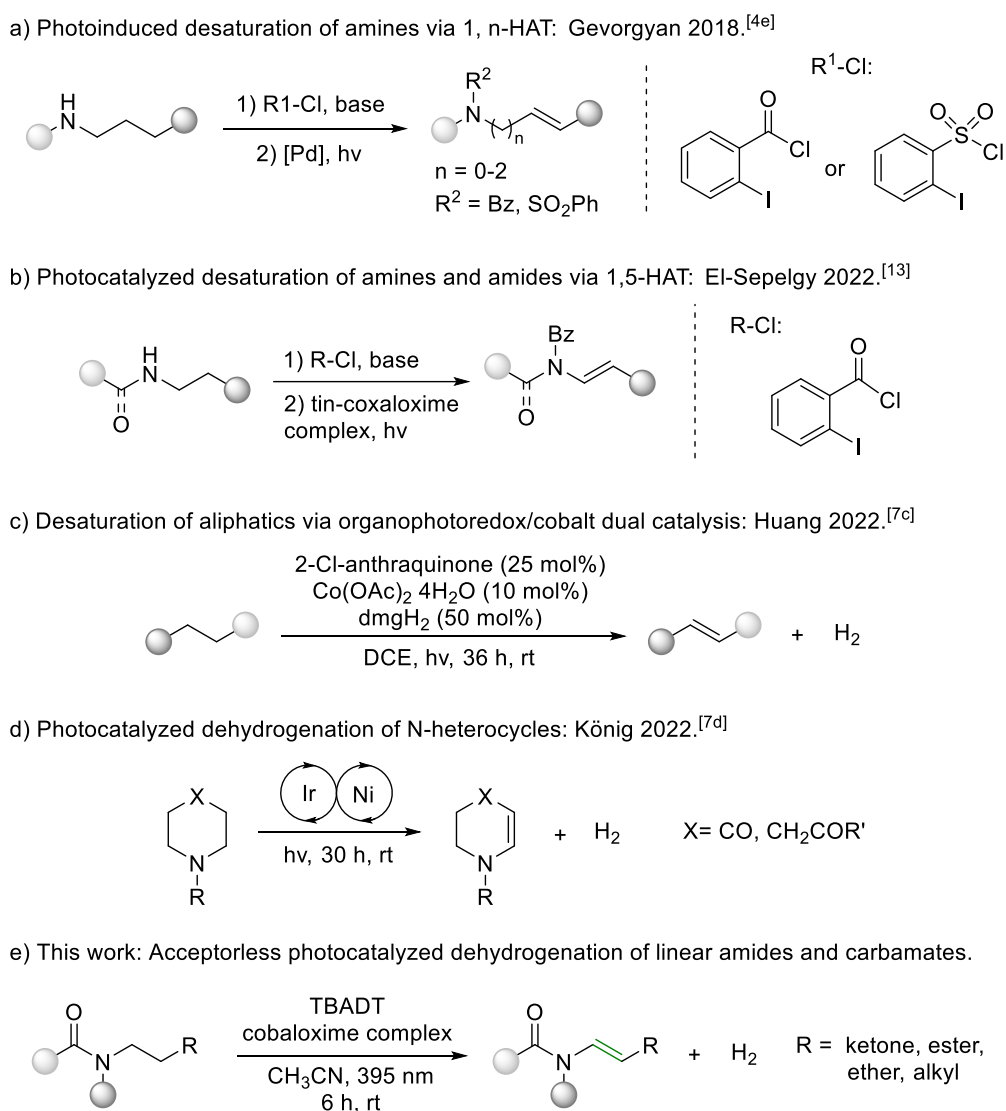 a) Photoinduced desaturation of amines via 1, n-HAT: Gevorgyan 2018.[4e]
H
N
1) R1-Cl, base
2) [Pd], hv
R2
N
( )n
n = 0-2
R2 = Bz, SO2Ph
R1-Cl:
O
Cl
I
or
O O
S
Cl
I
b) Photocatalyzed desaturation of amines and amides via 1,5-HAT: El-Sepelgy 2022.[13]
H
N
O
1) R-Cl, base
2) tin-coxaloxime
complex, hv
Bz
N
O
R-Cl:
O
Cl
I
c) Desaturation of aliphatics via organophotoredox/cobalt dual catalysis: Huang 2022.[7c]
2-Cl-anthraquinone (25 mol%)
Co(OAc)2 4H2O (10 mol%)
dmgH2 (50 mol%)
DCE, hv, 36 h, rt
+ H2
d) Photocatalyzed dehydrogenation of N-heterocycles: König 2022.[7d]
X
N
R
Ir Ni
hv, 30 h, rt
X
N
R
+ H2
X= CO, CH2COR'
e) This work: Acceptorless photocatalyzed dehydrogenation of linear amides and carbamates.
O
N
R
TBADT
cobaloxime complex
CH3CN, 395 nm
6 h, rt
O
N
R
+ H2
R = ketone, ester,
ether, alkyl